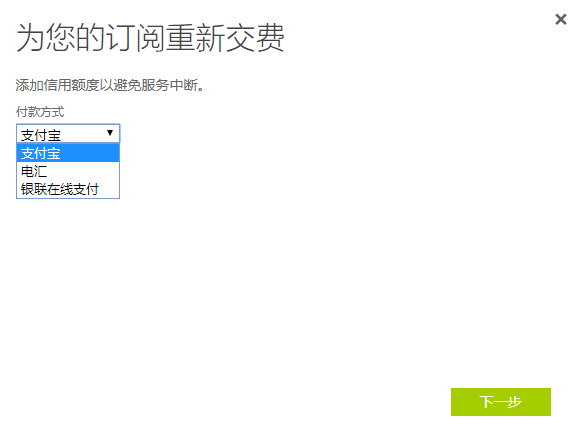 为您的订阅重新交费
添加信用额度以避免服务中断。
付款方式
支付宝
支付宝
电汇
银联在线支付
下一步